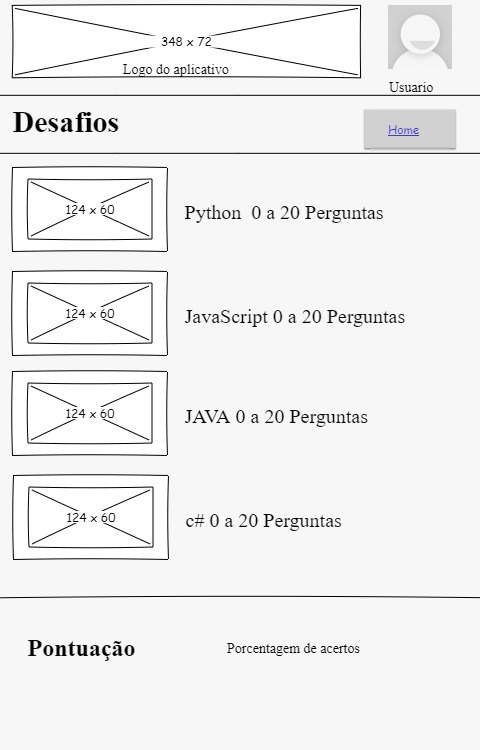 348 x 72
Logo do aplicativo
Usuario
Desafios
Home
124 x 60
Python  0 a 20 Perguntas
124 x 60
JavaScript 0 a 20 Perguntas
124 x 60
JAVA 0 a 20 Perguntas
124 x 60
c# 0 a 20 Perguntas
Pontuação
Porcentagem de acertos